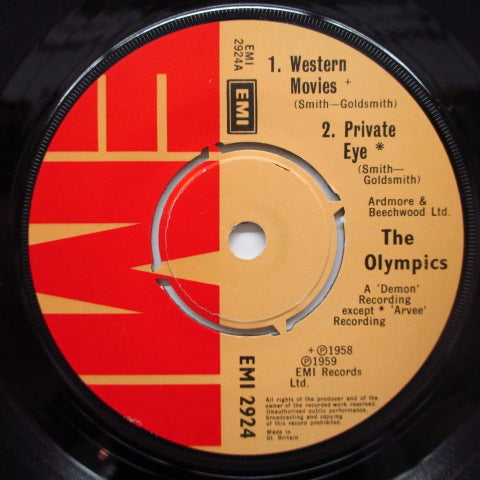 EMI
EMI
2924A
EMI
1. Western
Movies +
(Smith—Goldsmith)
2. Private
Eye *
(Smith—
Goldsmith)
Ardmore &
Beechwood Ltd.
The
Olympics
A 'Demon'
Recording
except * 'Arvee'
Recording
+℗1958
℗1959
EMI Records
Ltd.
EMI 2924
All rights of the producer and of the
owner of the recorded work reserved.
Unauthorised public performance,
broadcasting and copying
of this record prohibited.
Made in
Gt. Britain